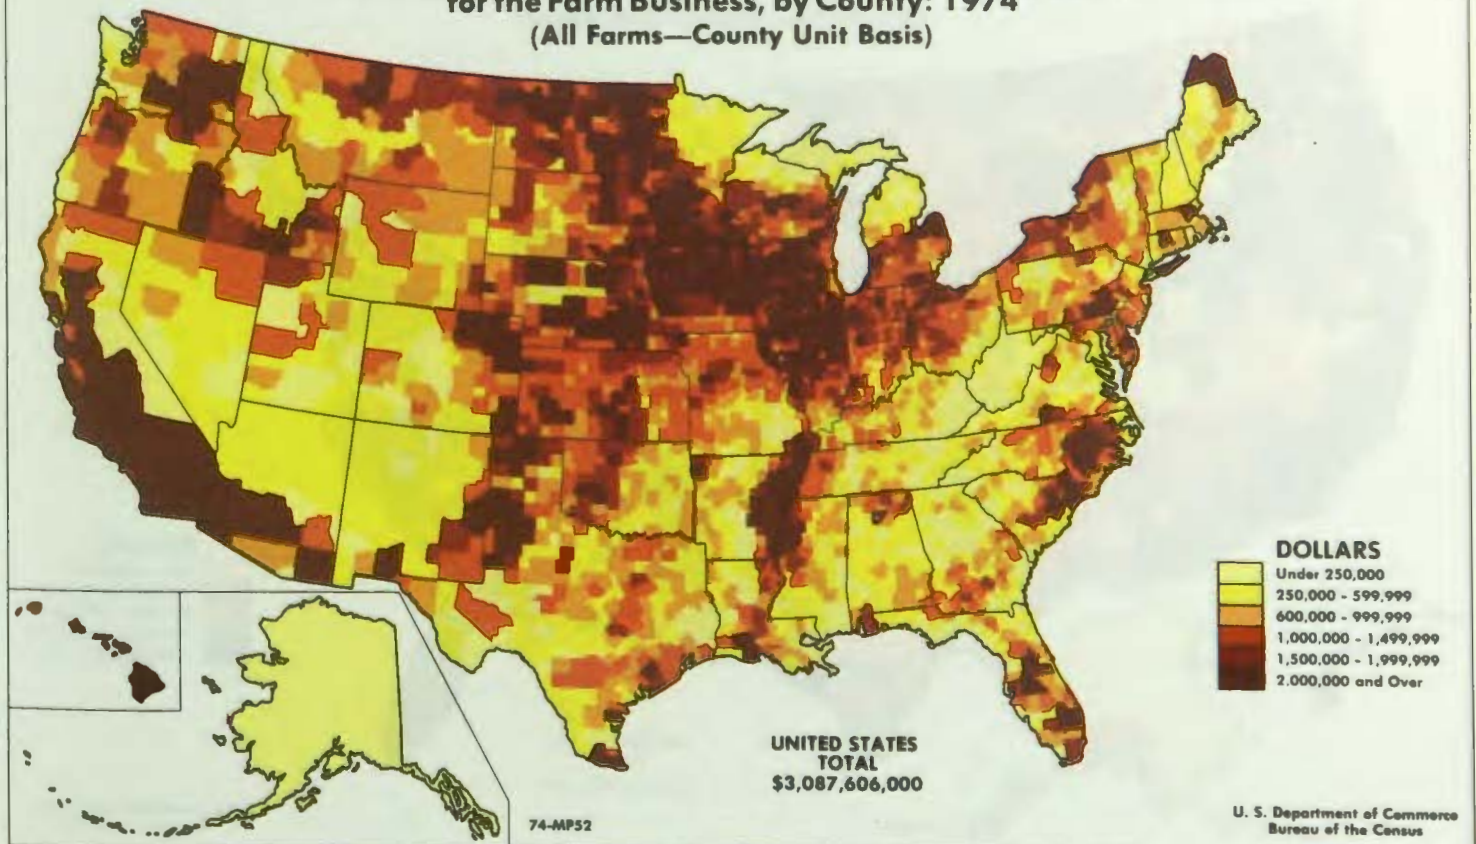 for the Farm Business, by County: 1974
(All Farms—County Unit Basis)
DOLLARS
Under 250,000
250,000 - 599,999
600,000 - 999,999
1,000,000 - 1,499,999
1,500,000 - 1,999,999
2.000,000 and Over
UNITED STATES
TOTAL
$3,087,606,000
74-MP52
U. S. Department of Commerce
Bureau of the Census